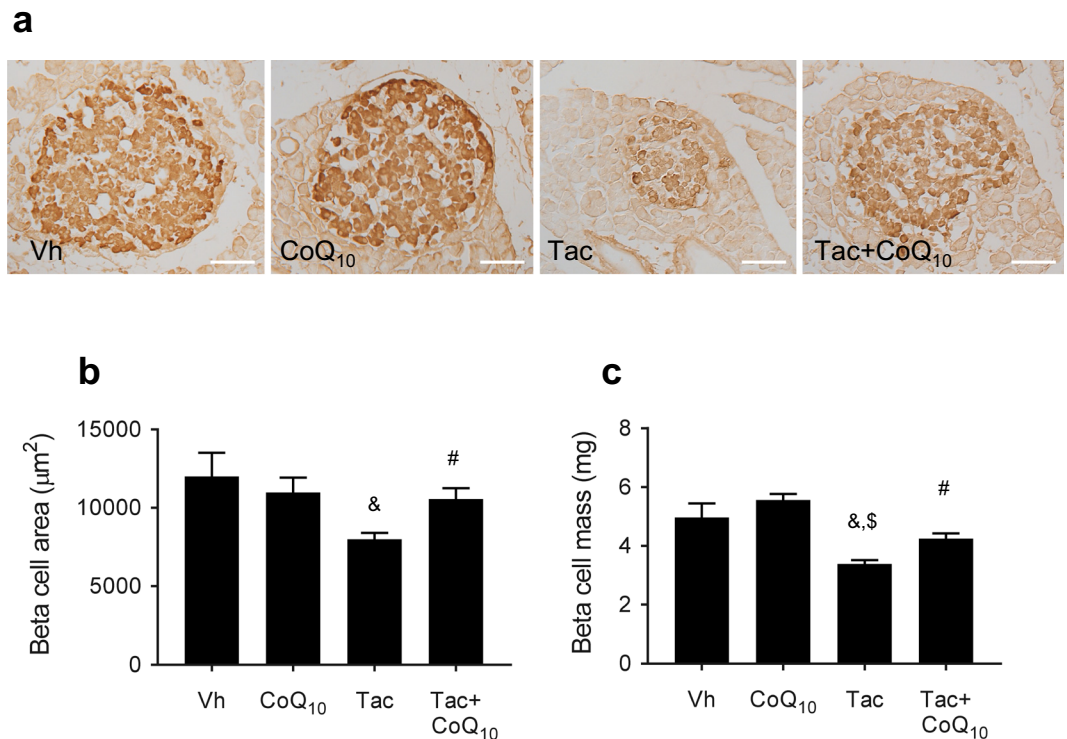 a
Vh
CoQ10
Tac
Tac+CoQ10
b
Beta cell area (μm2)
15000
10000
5000
0
&
#
Vh
CoQ10
Tac
Tac+
CoQ10
c
Beta cell mass (mg)
8
6
4
2
0
&,$
#
Vh
CoQ10
Tac
Tac+
CoQ10